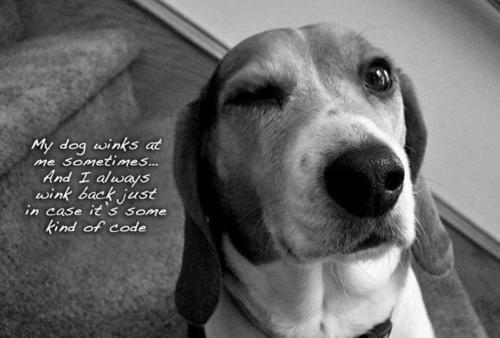 My dog winks at
me sometimes...
And I always
wink back just
in case it's some
kind of code